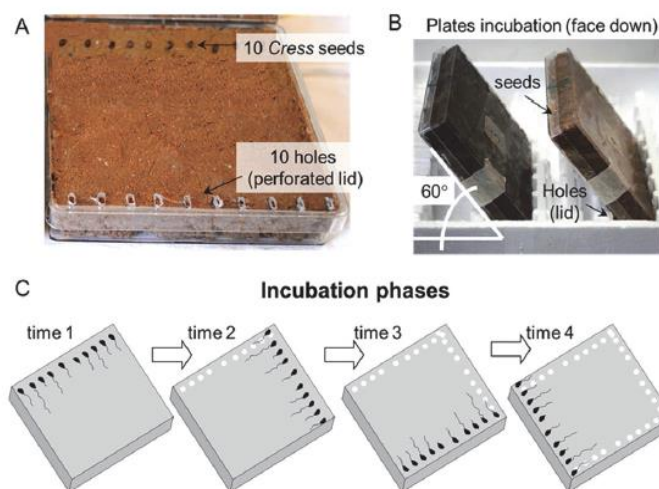 A
10 Cress seeds
10 holes
(perforated lid)
B
Plates incubation (face down)
seeds
60°
Holes
(lid)
C
Incubation phases
time 1
time 2
time 3
time 4